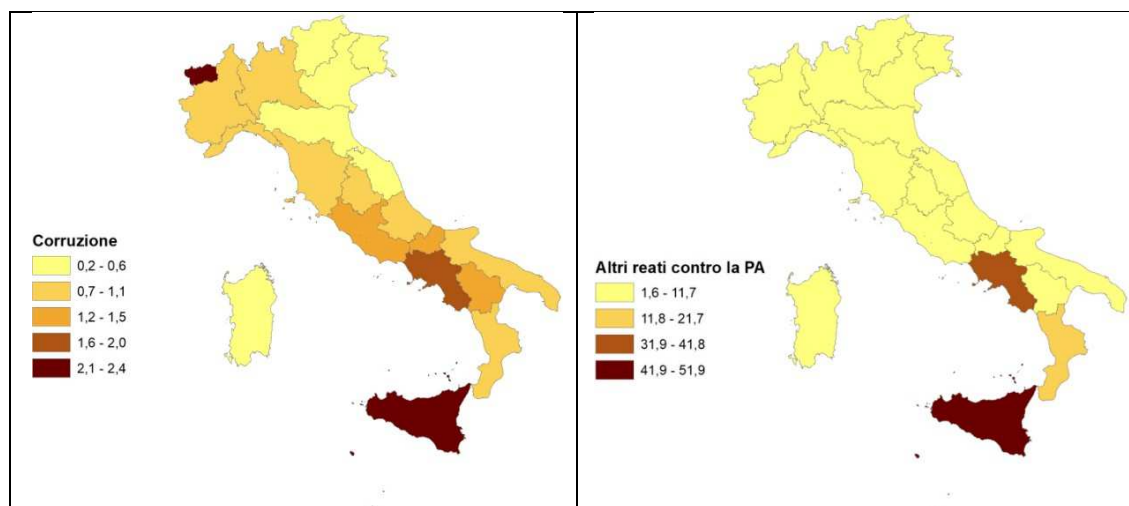 Corruzione
0,2 - 0,6
0,7 - 1,1
1,2 - 1,5
1,6 - 2,0
2,1 - 2,4
Altri reati contro la PA
1,6 - 11,7
11,8 - 21,7
31,9 - 41,8
41,9 - 51,9